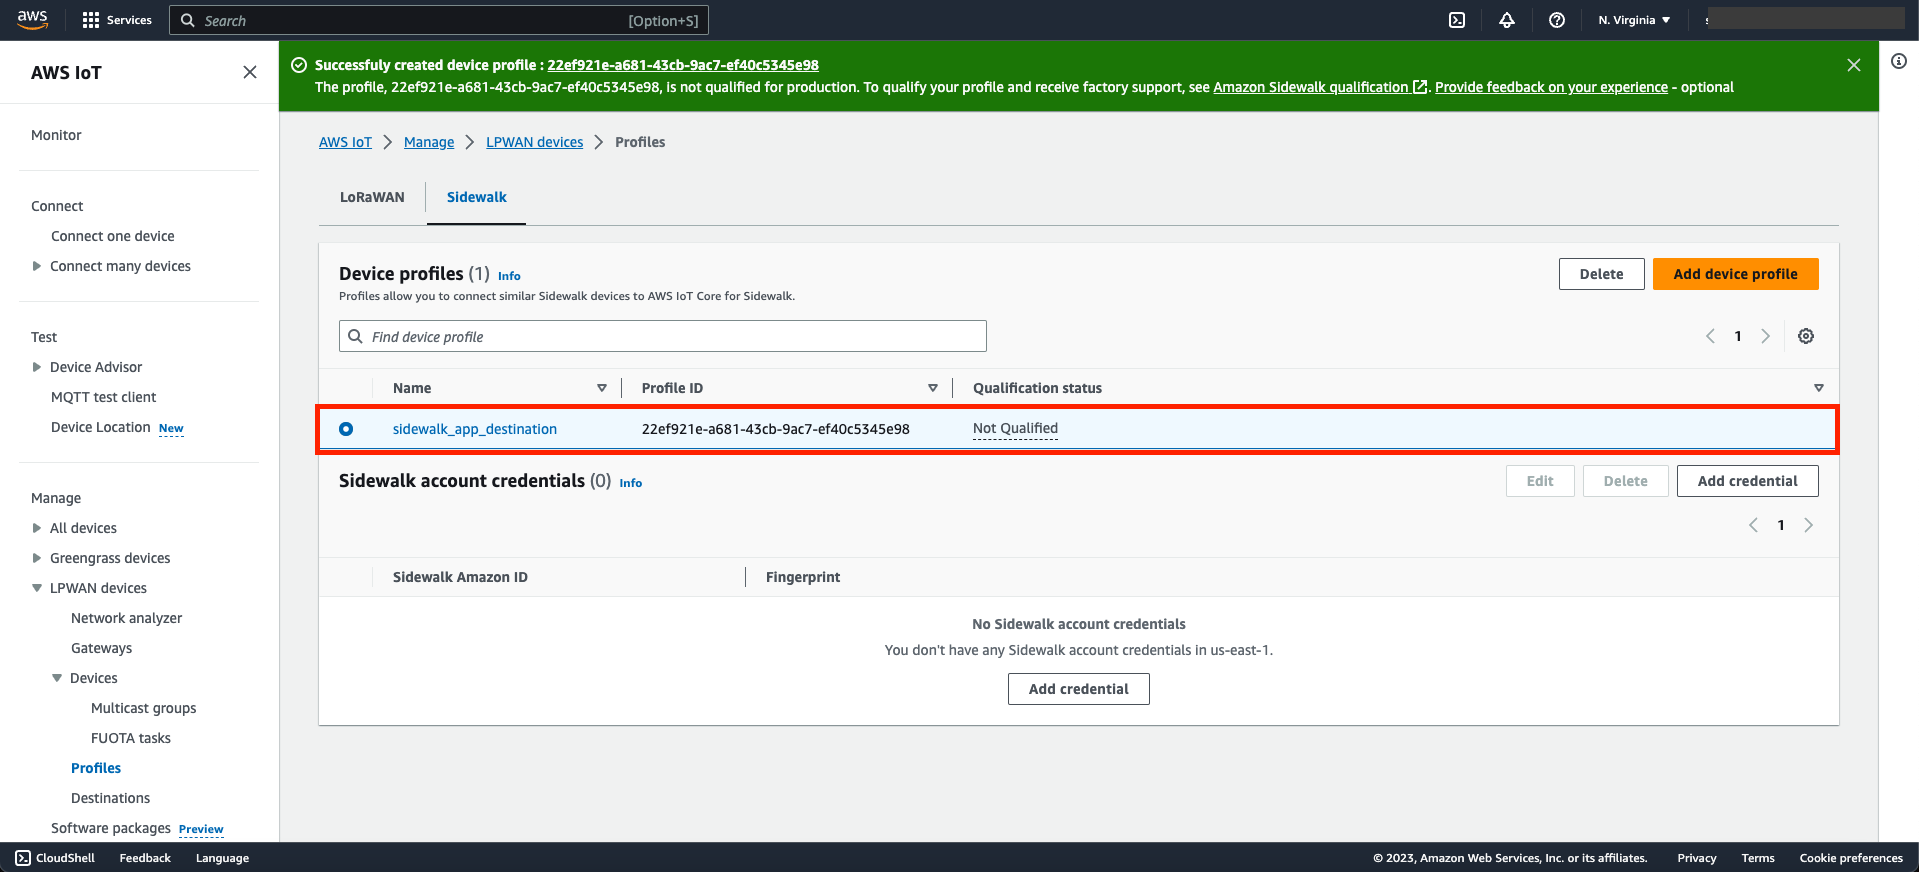 aws Services Search [Option+S] N. Virginia
AWS IoT
Successfuly created device profile : 22ef921e-a681-43cb-9ac7-ef40c5345e98
The profile, 22ef921e-a681-43cb-9ac7-ef40c5345e98, is not qualified for production. To qualify your profile and receive factory support, see Amazon Sidewalk qualification. Provide feedback on your experience - optional
Monitor
Connect
Connect one device
Connect many devices
Test
Device Advisor
MQTT test client
Device Location New
Manage
All devices
Greengrass devices
LPWAN devices
Network analyzer
Gateways
Devices
Multicast groups
FUOTA tasks
Profiles
Destinations
Software packages Preview
AWS IoT Manage LPWAN devices Profiles
LoRaWAN Sidewalk
Device profiles (1) Info Delete Add device profile
Profiles allow you to connect similar Sidewalk devices to AWS IoT Core for Sidewalk.
Find device profile 1
Name Profile ID Qualification status
sidewalk_app_destination 22ef921e-a681-43cb-9ac7-ef40c5345e98 Not Qualified
Sidewalk account credentials (0) Info Edit Delete Add credential
1
Sidewalk Amazon ID Fingerprint
No Sidewalk account credentials
You don't have any Sidewalk account credentials in us-east-1.
Add credential
CloudShell Feedback Language © 2023, Amazon Web Services, Inc. or its affiliates. Privacy Terms Cookie preferences